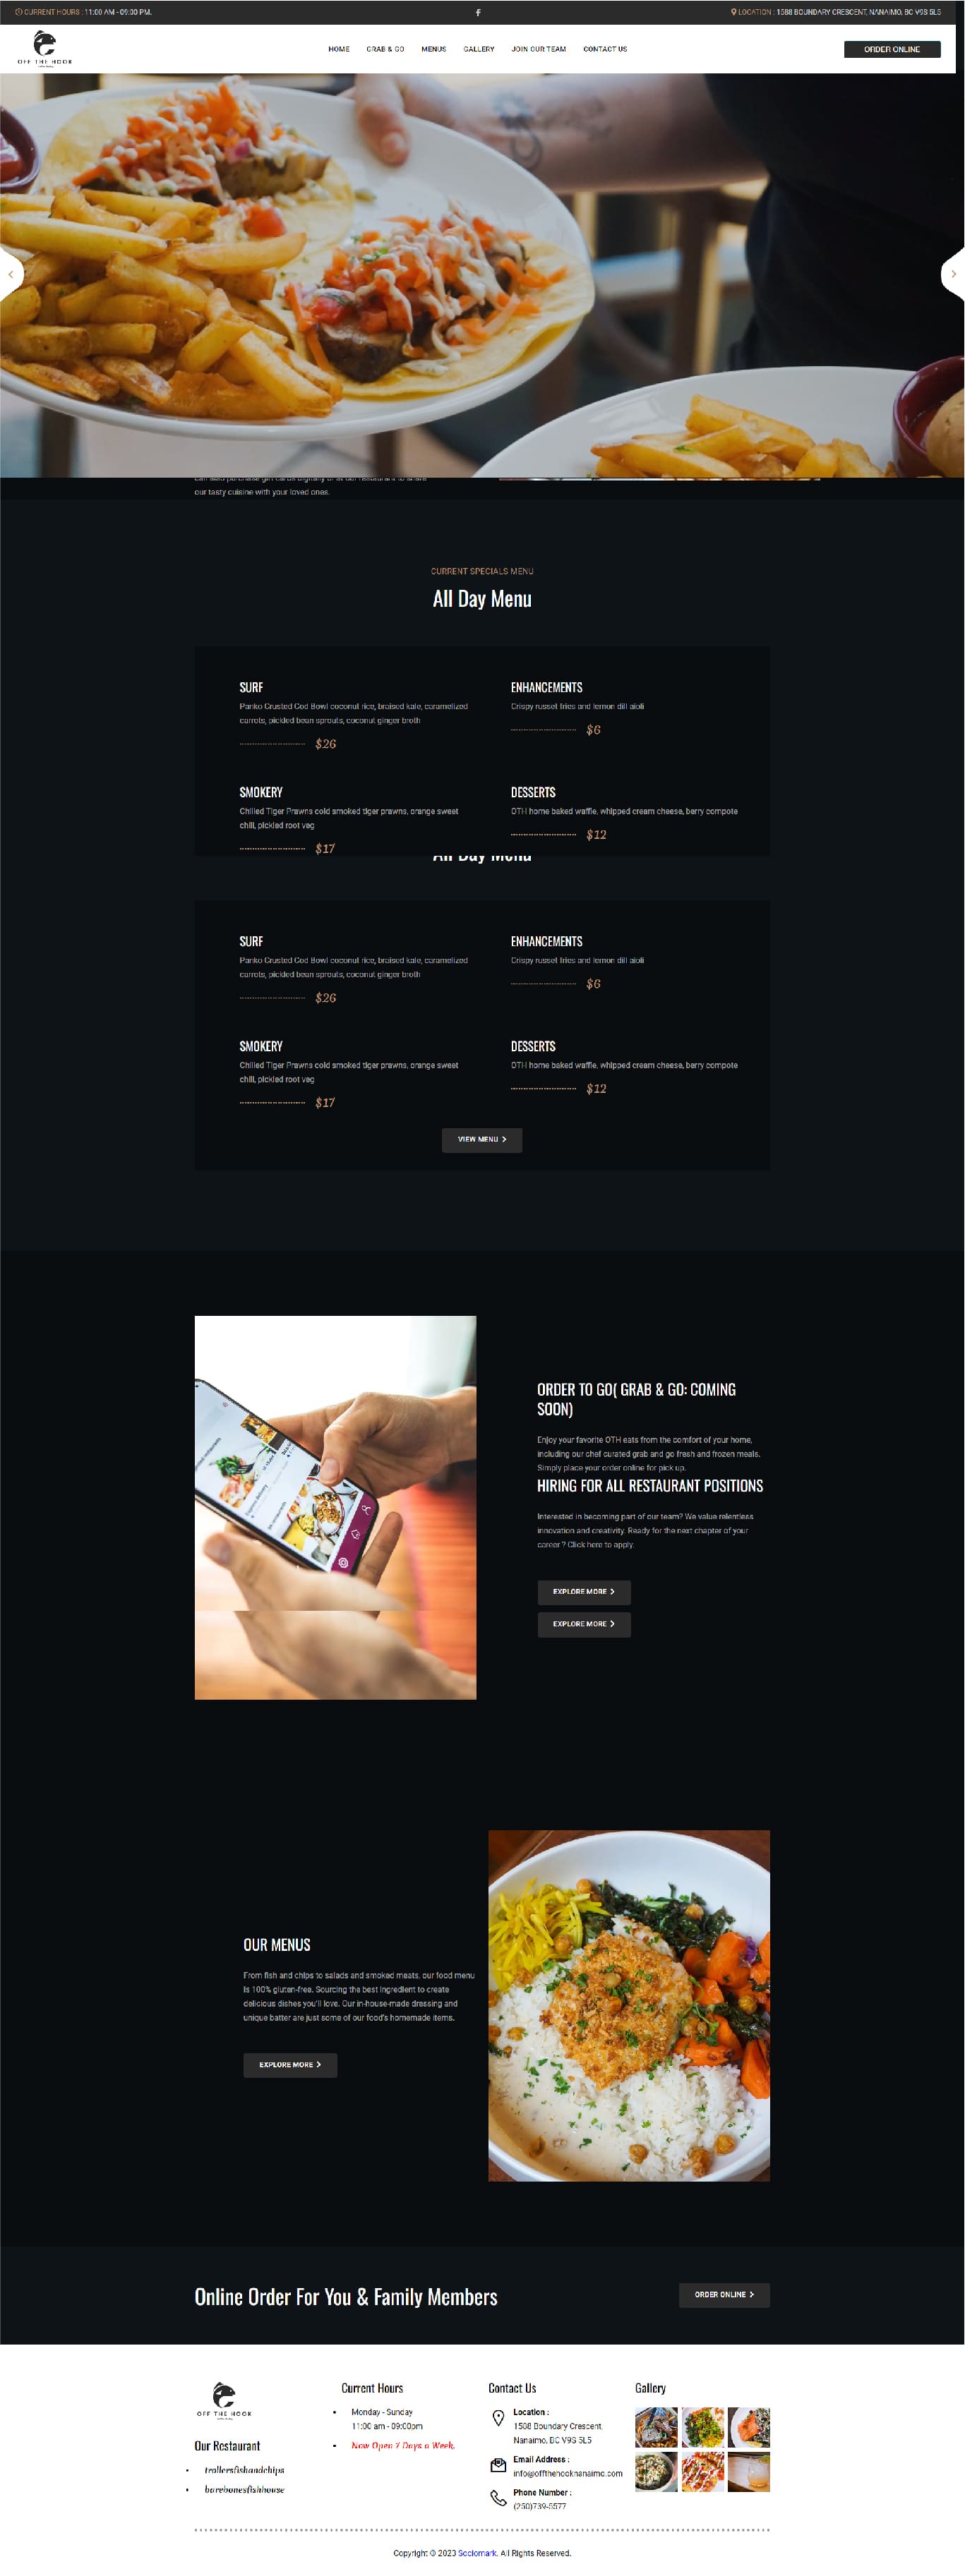 CURRENT HOURS : 11:00 AM - 09:00 PM.
LOCATION : 1588 BOUNDARY CRESCENT, NANAIMO, BC V9S 5L5
OFF THE HOOK
HOME GRAB & GO MENUS GALLERY JOIN OUR TEAM CONTACT US
ORDER ONLINE
can also purchase gift cards digitally or at our restaurant to share
our tasty cuisine with your loved ones.
CURRENT SPECIALS MENU
All Day Menu
SURF
Panko Crusted Cod Bowl coconut rice, braised kale, caramelized
carrots, pickled bean sprouts, coconut ginger broth
$26
ENHANCEMENTS
Crispy russet fries and lemon dill aioli
$6
SMOKERY
Chilled Tiger Prawns cold smoked tiger prawns, orange sweet
chili, pickled root veg
$17
DESSERTS
OTH home baked waffle, whipped cream cheese, berry compote
$12
All Day Menu
SURF
Panko Crusted Cod Bowl coconut rice, braised kale, caramelized
carrots, pickled bean sprouts, coconut ginger broth
$26
ENHANCEMENTS
Crispy russet fries and lemon dill aioli
$6
SMOKERY
Chilled Tiger Prawns cold smoked tiger prawns, orange sweet
chili, pickled root veg
$17
DESSERTS
OTH home baked waffle, whipped cream cheese, berry compote
$12
VIEW MENU
ORDER TO GO( GRAB & GO: COMING
SOON)
Enjoy your favorite OTH eats from the comfort of your home,
including our chef curated grab and go fresh and frozen meals.
Simply place your order online for pick up.
HIRING FOR ALL RESTAURANT POSITIONS
Interested in becoming part of our team? We value relentless
innovation and creativity. Ready for the next chapter of your
career? Click here to apply.
EXPLORE MORE
EXPLORE MORE
OUR MENUS
From fish and chips to salads and smoked meats, our food menu
is 100% gluten-free. Sourcing the best ingredient to create
delicious dishes you'll love. Our in-house-made dressing and
unique batter are just some of our food's homemade items.
EXPLORE MORE
Online Order For You & Family Members
ORDER ONLINE
OFF THE HOOK
Our Restaurant
trollersfishandchips
barebonesfishhouse
Current Hours
Monday - Sunday
11:00 am - 09:00pm
Now Open 7 Days a Week.
Contact Us
Location :
1588 Boundary Crescent,
Nanaimo, BC V9S 5L5
Email Address :
info@offthehooknanaimo.com
Phone Number :
(250)739-5577
Gallery
Copyright © 2023 Sociomark. All Rights Reserved.